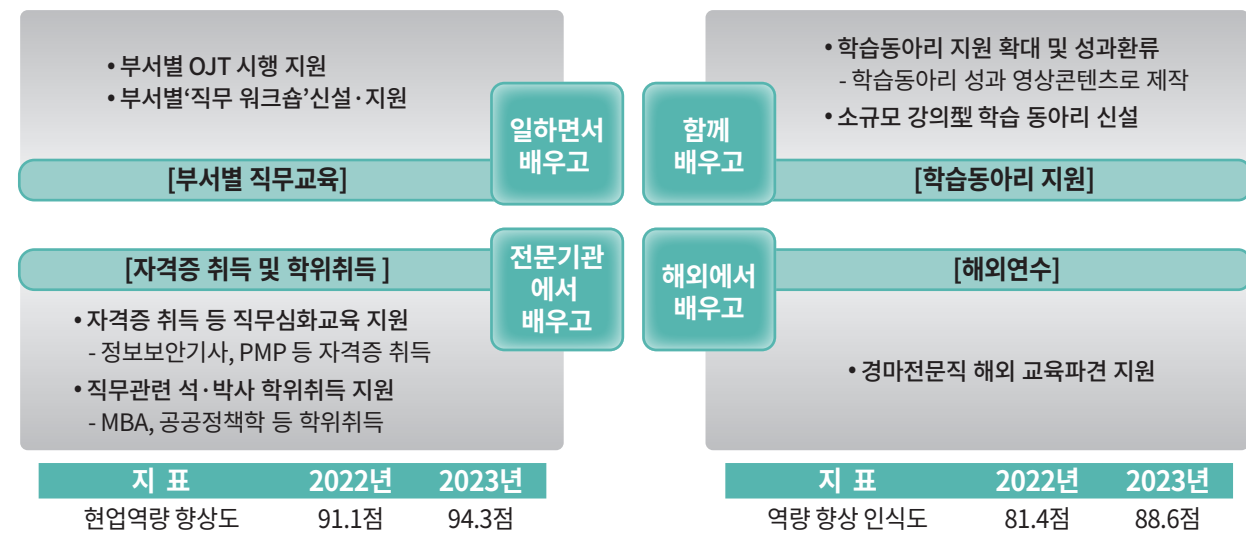 • 부서별 OJT 시행 지원
• 부서별‘직무 워크숍’신설·지원
일하면서
배우고
[부서별 직무교육]
• 학습동아리 지원 확대 및 성과환류
- 학습동아리 성과 영상콘텐츠로 제작
• 소규모 강의型 학습 동아리 신설
함께
배우고
[학습동아리 지원]
[자격증 취득 및 학위취득 ]
전문기관
에서
배우고
• 자격증 취득 등 직무심화교육 지원
- 정보보안기사, PMP 등 자격증 취득
• 직무관련 석·박사 학위취득 지원
- MBA, 공공정책학 등 학위취득
해외에서
배우고
[해외연수]
• 경마전문직 해외 교육파견 지원
지 표 2022년 2023년
현업역량 향상도 91.1점 94.3점
지 표 2022년 2023년
역량 향상 인식도 81.4점 88.6점